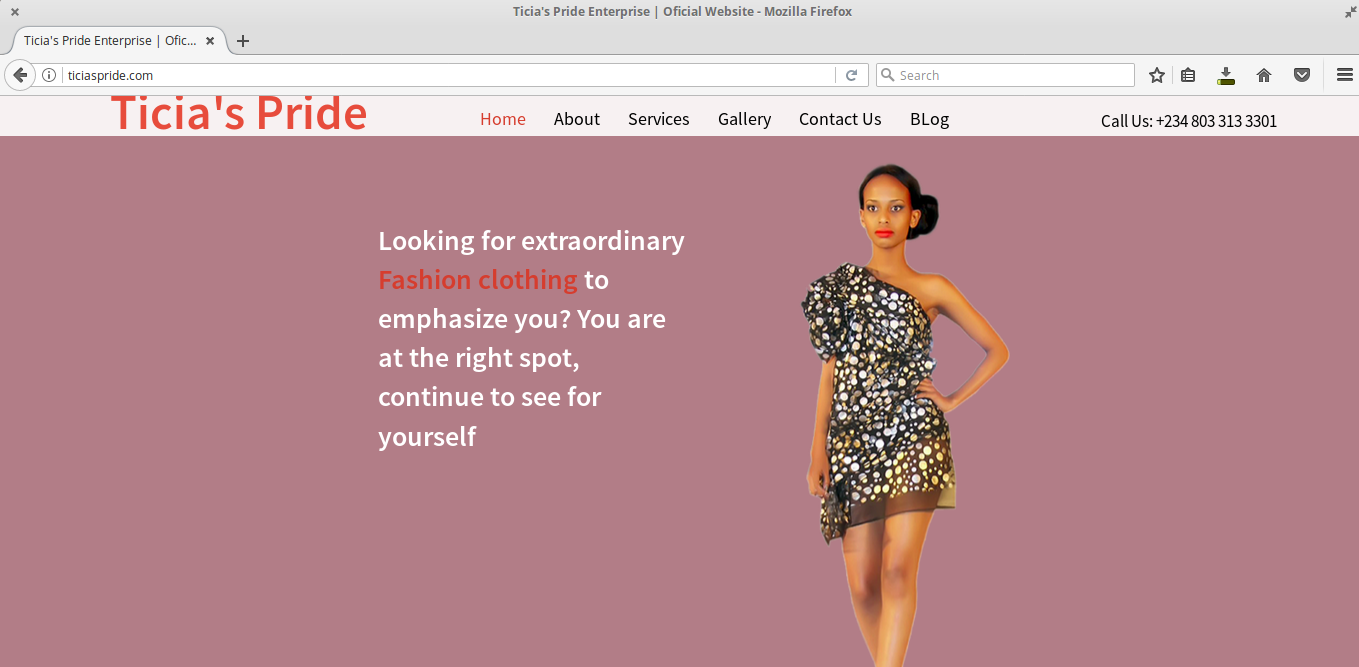 Ticia's Pride Enterprise | Oficial Website - Mozilla Firefox
Ticia's Pride Enterprise | Ofic...
ticiaspride.com
Search
Ticia's Pride
Home About Services Gallery Contact Us BLog
Call Us: +234 803 313 3301
Looking for extraordinary
Fashion clothing to
emphasize you? You are
at the right spot,
continue to see for
yourself